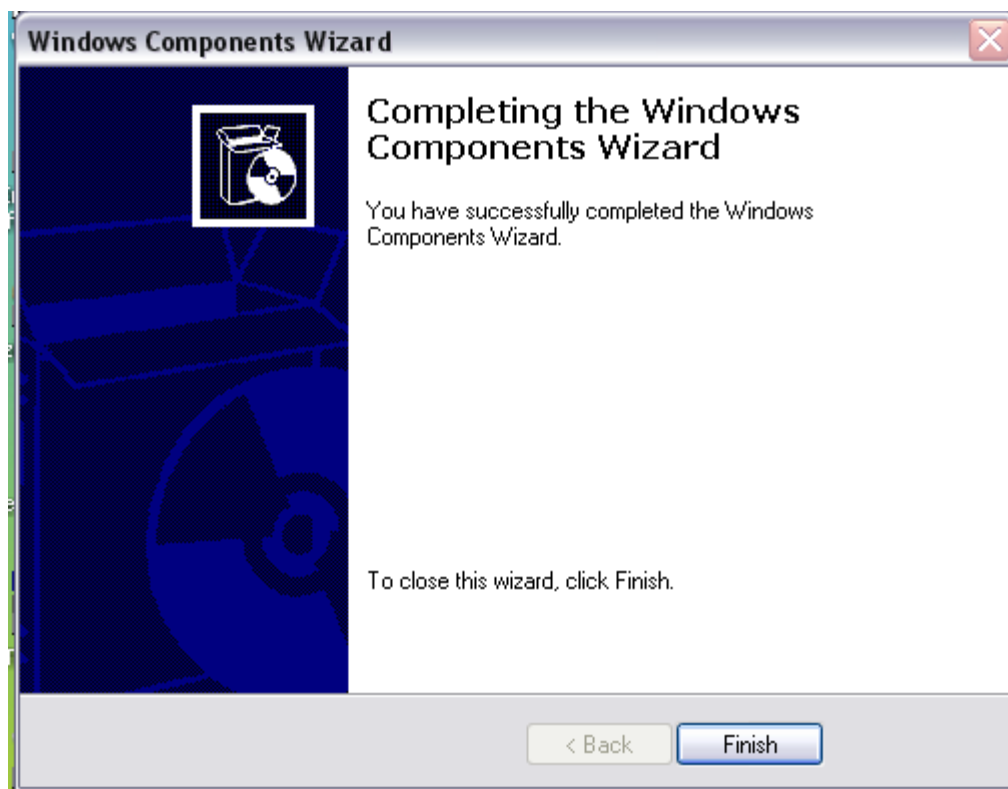 Windows Components Wizard
Completing the Windows
Components Wizard
You have successfully completed the Windows
Components Wizard.
To close this wizard, click Finish.
< Back
Finish